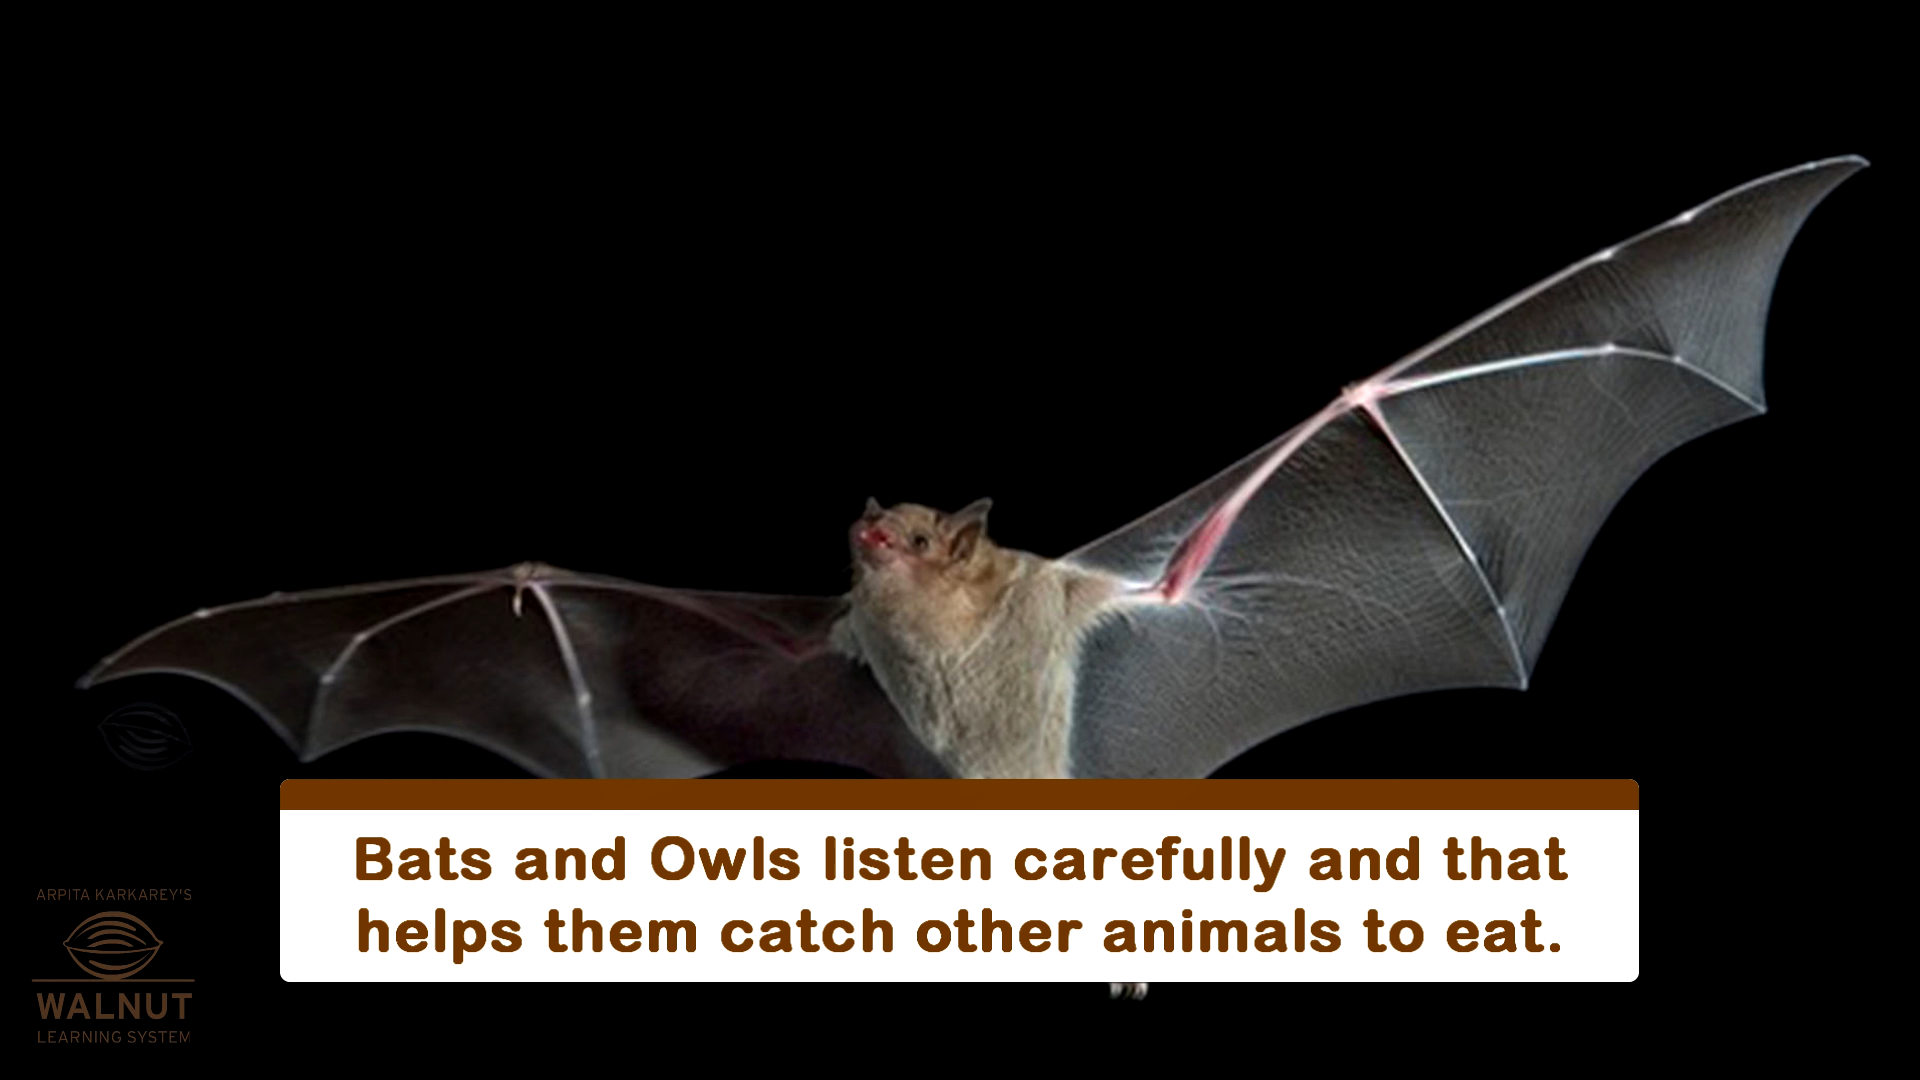 Bats and Owls listen carefully and that
helps them catch other animals to eat.
ARPITA KARKAREY'S
WALNUT
LEARNING SYSTEM